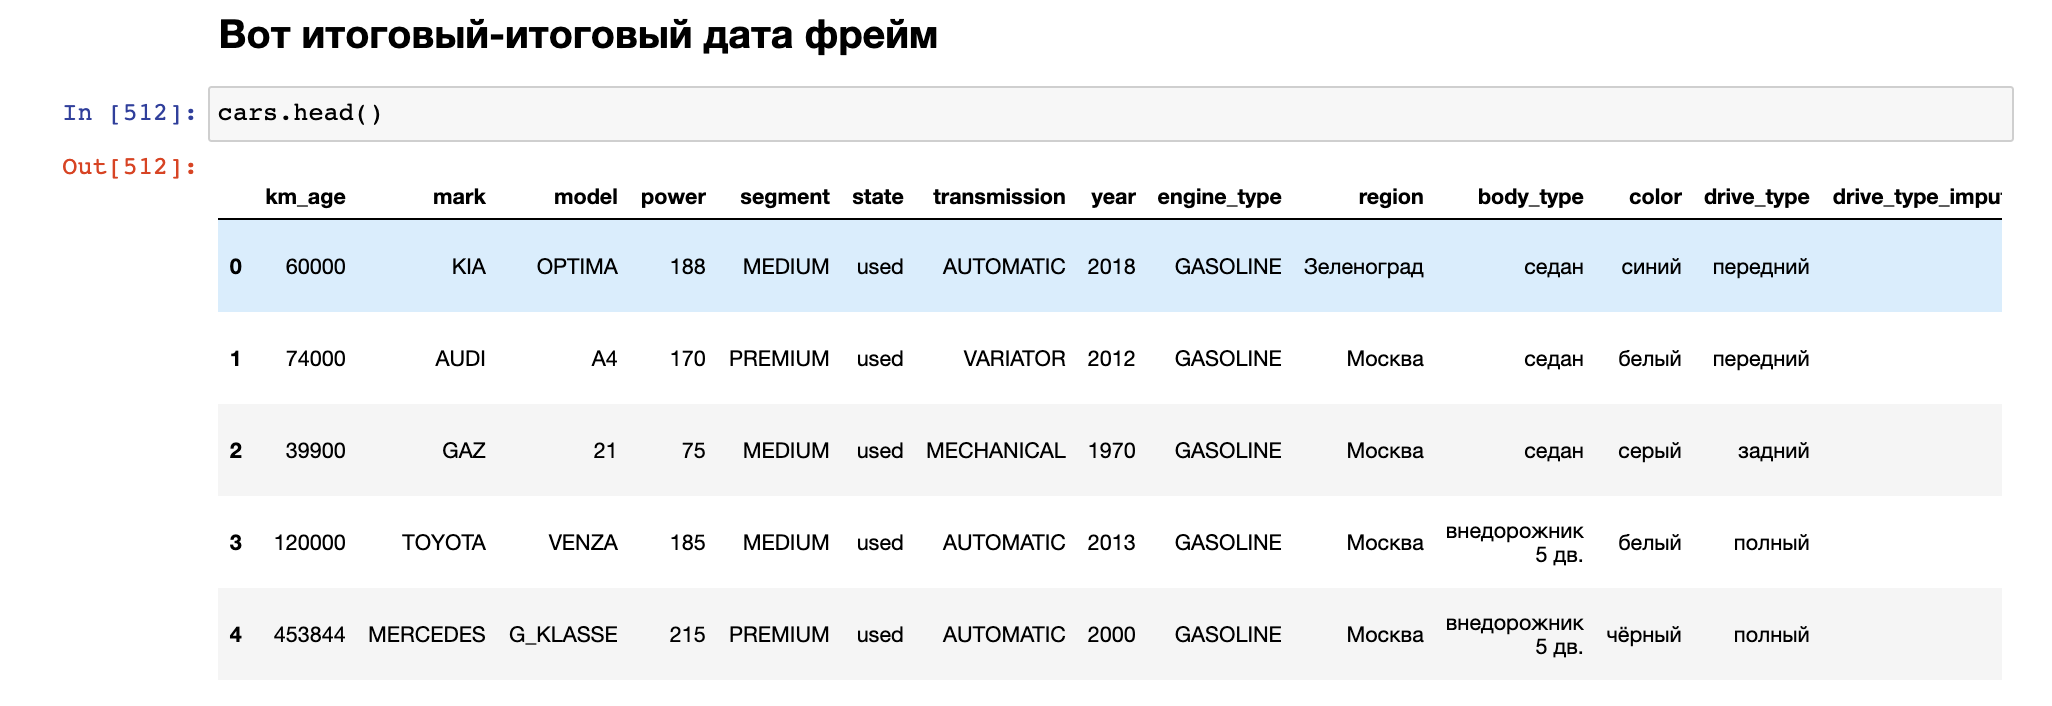 Вот итоговый-итоговый дата фрейм
In [512]: cars.head()
Out[512]:
km_age mark model power segment state transmission year engine_type region body_type color drive_type drive_type_impu
0 60000 KIA OPTIMA 188 MEDIUM used AUTOMATIC 2018 GASOLINE Зеленоград седан синий передний
1 74000 AUDI A4 170 PREMIUM used VARIATOR 2012 GASOLINE Москва седан белый передний
2 39900 GAZ 21 75 MEDIUM used MECHANICAL 1970 GASOLINE Москва седан серый задний
3 120000 TOYOTA VENZA 185 MEDIUM used AUTOMATIC 2013 GASOLINE Москва внедорожник 5 дв. белый полный
4 453844 MERCEDES G_KLASSE 215 PREMIUM used AUTOMATIC 2000 GASOLINE Москва внедорожник 5 дв. чёрный полный